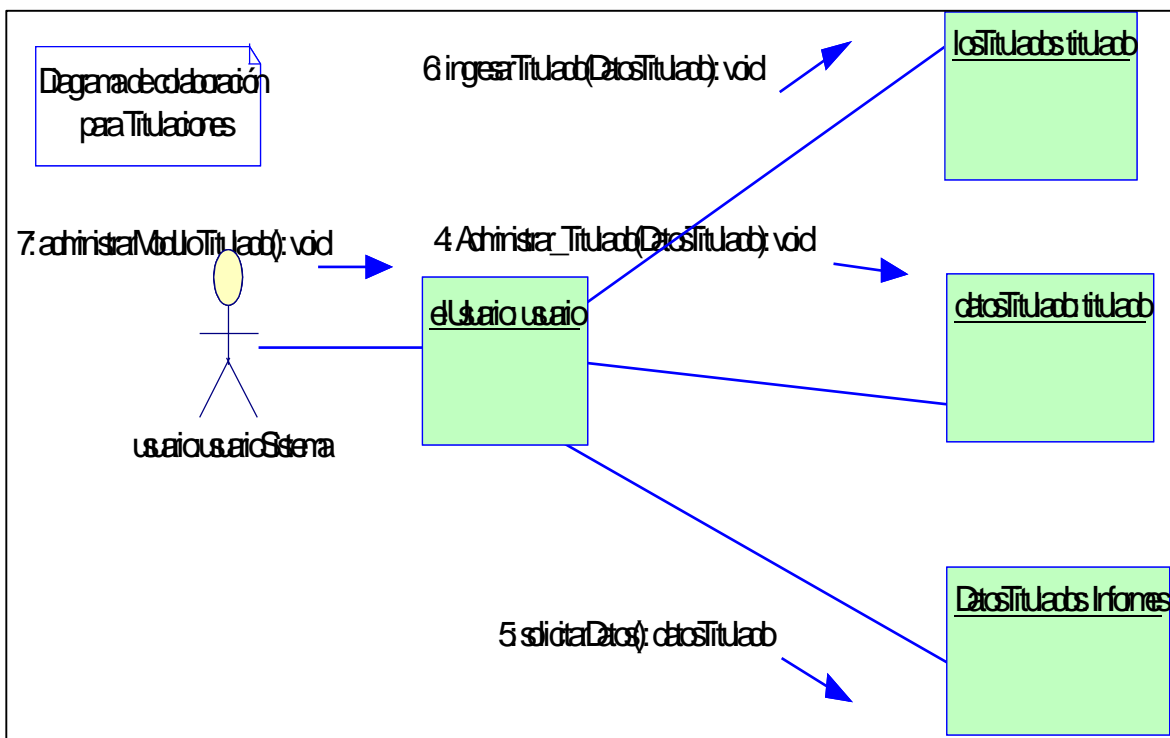 Diagrama de colaboración
para Titulaciones
6: ingresarTitulado(DatosTitulado): void
losTitulados: titulado
7: administrarModuloTitulado(): void
4: Administrar_Titulado(DatosTitulado): void
elUsuario: usuario
datosTitulado: titulado
usuario:usuarioSistema
DatosTitulados: Informes
5: solicitarDatos(): datosTitulado